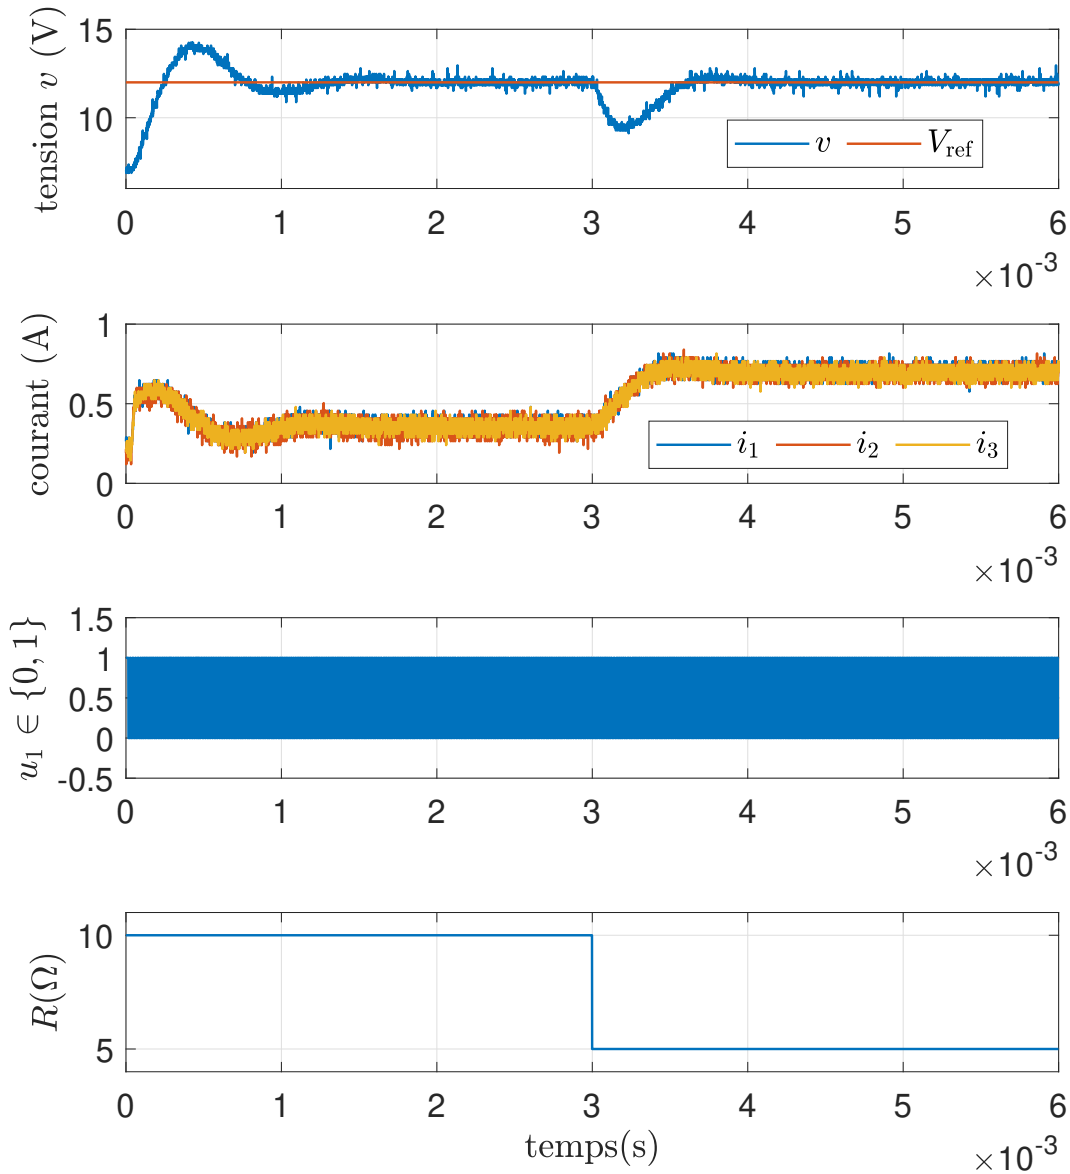 tension v (V)
15
10
v
V_ref
0 1 2 3 4 5 6
×10^-3
courant (A)
1
0.5
0
i_1
i_2
i_3
0 1 2 3 4 5 6
×10^-3
u_1 ∈ {0, 1}
1.5
1
0.5
0
-0.5
0 1 2 3 4 5 6
×10^-3
R(Ω)
10
5
0 1 2 3 4 5 6
temps(s)
×10^-3